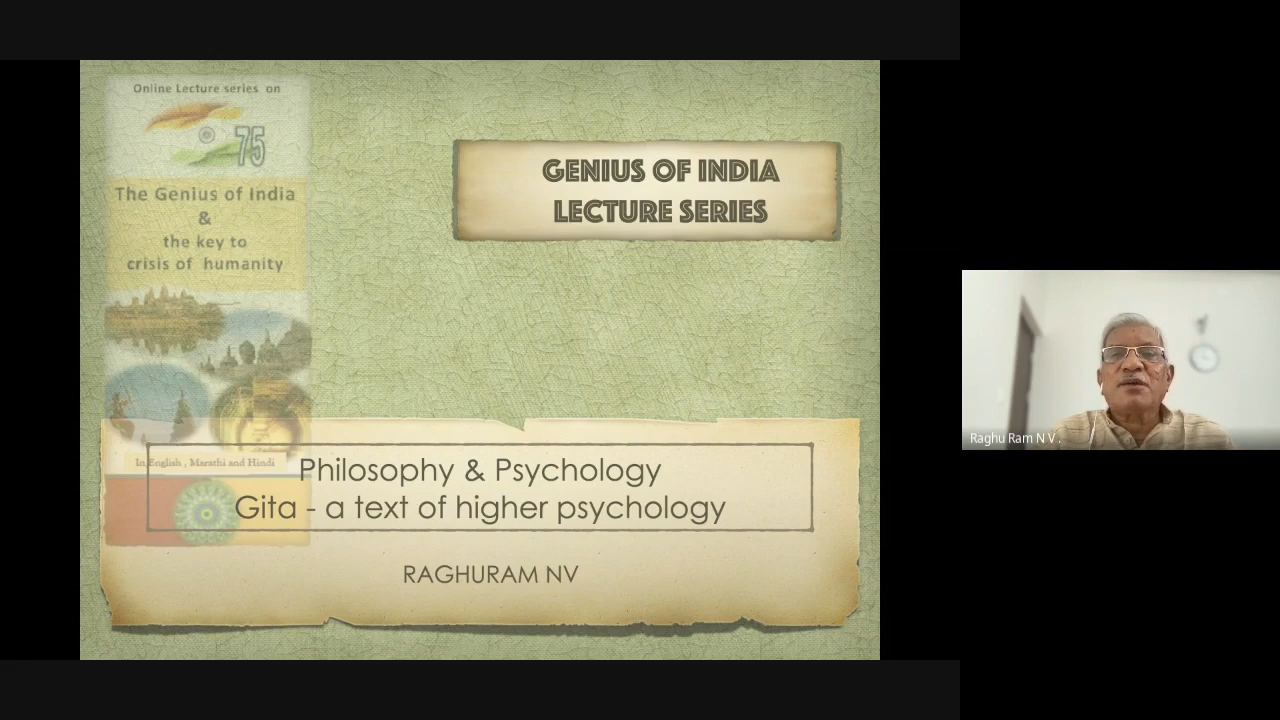 Online Lecture series on
75
The Genius of India
&
the key to
crisis of humanity
In English , Marathi and Hindi
GENIUS OF INDIA
LECTURE SERIES
Philosophy & Psychology
Gita - a text of higher psychology
RAGHURAM NV
Raghu Ram N V .